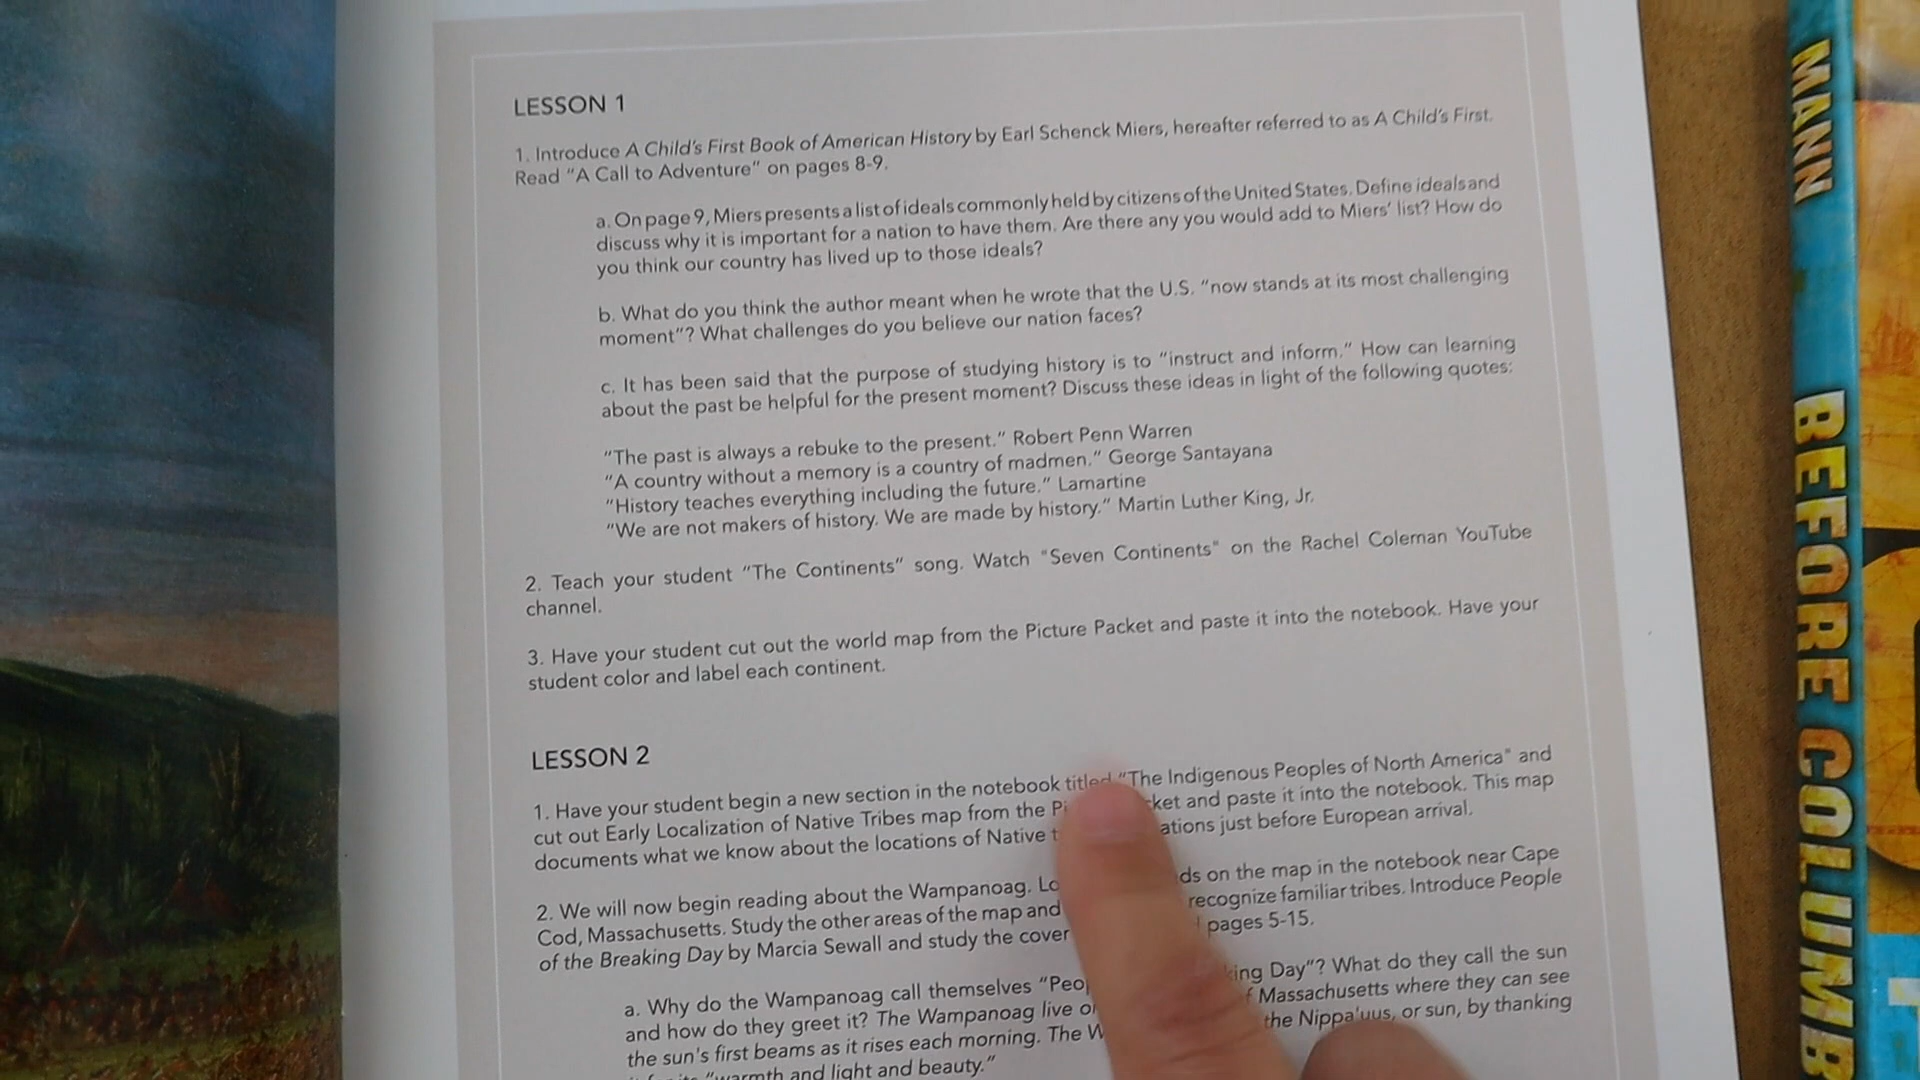 LESSON 1
1. Introduce A Child's First Book of American History by Earl Schenck Miers, hereafter referred to as A Child's First.
Read "A Call to Adventure" on pages 8-9.
a. On page 9, Miers presents a list of ideals commonly held by citizens of the United States. Define ideals and
discuss why it is important for a nation to have them. Are there any you would add to Miers' list? How do
you think our country has lived up to those ideals?
b. What do you think the author meant when he wrote that the U.S. "now stands at its most challenging
moment"? What challenges do you believe our nation faces?
c. It has been said that the purpose of studying history is to "instruct and inform." How can learning
about the past be helpful for the present moment? Discuss these ideas in light of the following quotes:
"The past is always a rebuke to the present." Robert Penn Warren
"A country without a memory is a country of madmen." George Santayana
"History teaches everything including the future." Lamartine
"We are not makers of history. We are made by history." Martin Luther King, Jr.
2. Teach your student "The Continents" song. Watch "Seven Continents" on the Rachel Coleman YouTube
channel.
3. Have your student cut out the world map from the Picture Packet and paste it into the notebook. Have your
student color and label each continent.
LESSON 2
1. Have your student begin a new section in the notebook titled "The Indigenous Peoples of North America" and
cut out Early Localization of Native Tribes map from the and paste it into the notebook. This map
documents what we know about the locations of Native just before European arrival.
2. We will now begin reading about the Wampanoag. on the map in the notebook near Cape
Cod, Massachusetts. Study the other areas of the map and recognize familiar tribes. Introduce People
of the Breaking Day by Marcia Sewall and study the cover pages 5-15.
a. Why do the Wampanoag call themselves Day"? What do they call the sun
and how do they greet it? The Wampanoag live Massachusetts where they can see
the sun's first beams as it rises each morning. The the Nippa'uus, or sun, by thanking
"warmth and light and beauty."
MANN
BEFORE COLUMB